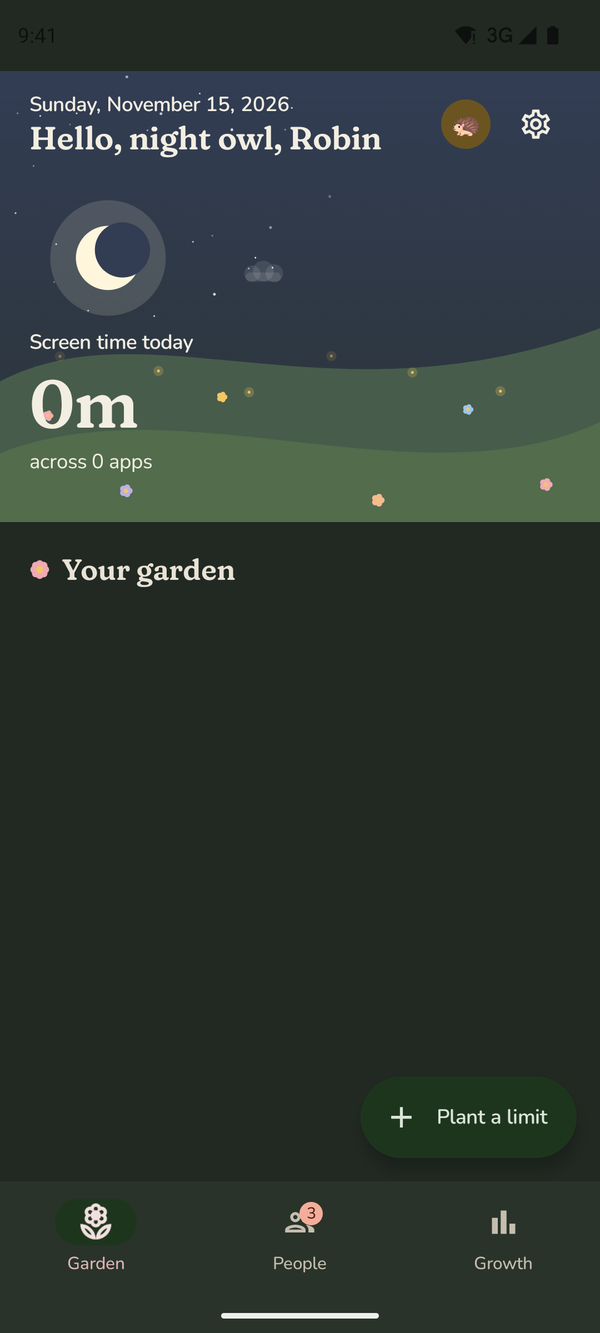 9:41
3G
Sunday, November 15, 2026
Hello, night owl, Robin
Screen time today
0m
across 0 apps
Your garden
Plant a limit
3
Garden
People
Growth